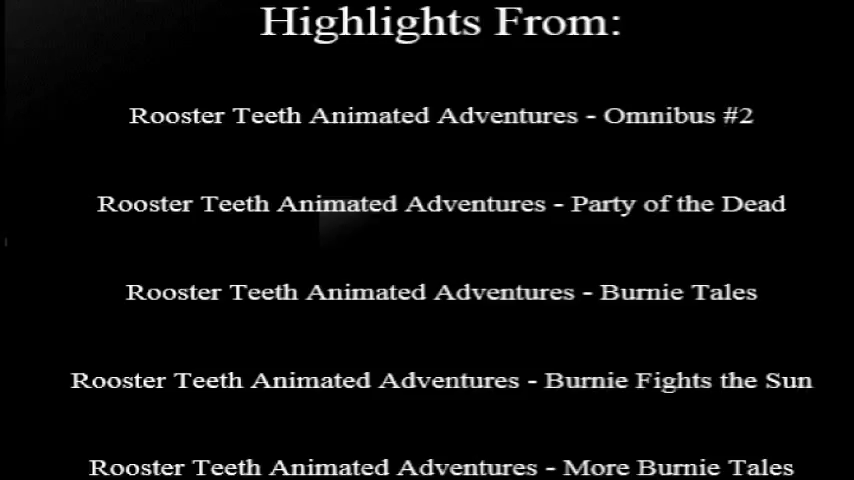 Highlights From:
Rooster Teeth Animated Adventures - Omnibus #2
Rooster Teeth Animated Adventures - Party of the Dead
Rooster Teeth Animated Adventures - Burnie Tales
Rooster Teeth Animated Adventures - Burnie Fights the Sun
Rooster Teeth Animated Adventures - More Burnie Tales